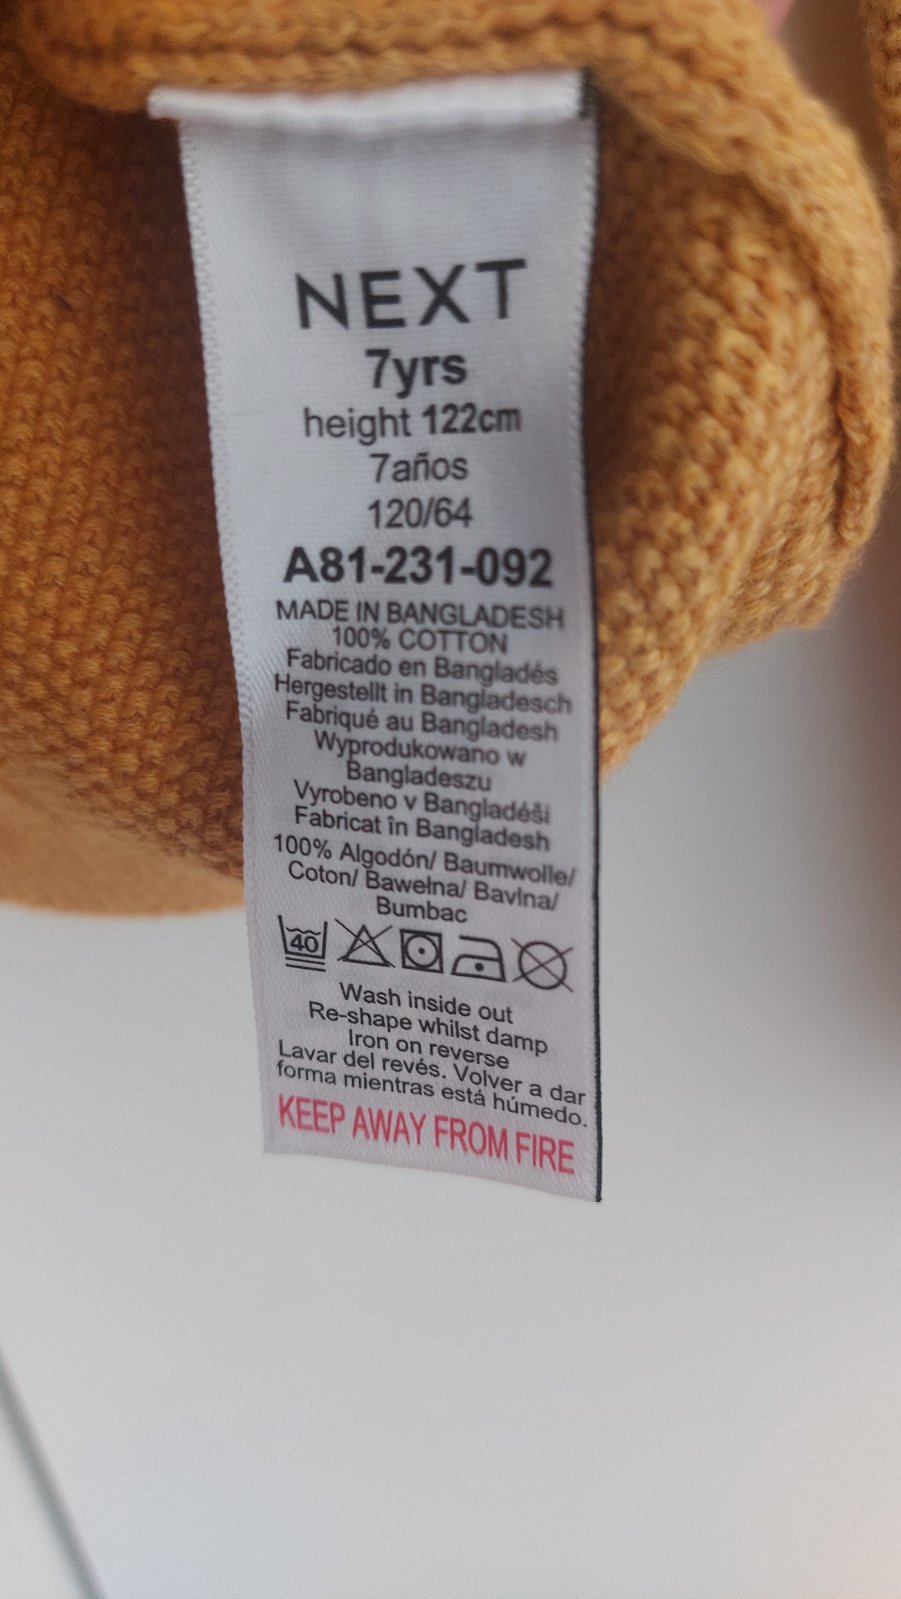 NEXT
7yrs
height 122cm
7años
120/64
A81-231-092
MADE IN BANGLADESH
100% COTTON
Fabricado en Bangladés
Hergestellt in Bangladesch
Fabriqué au Bangladesh
Wyprodukowano w
Bangladeszu
Vyrobeno v Bangladéši
Fabricat în Bangladesh
100% Algodón/ Baumwolle/
Coton/ Bawełna/ Bavlna/
Bumbac
40
Wash inside out
Re-shape whilst damp
Iron on reverse
Lavar del revés. Volver a dar
forma mientras está húmedo.
KEEP AWAY FROM FIRE